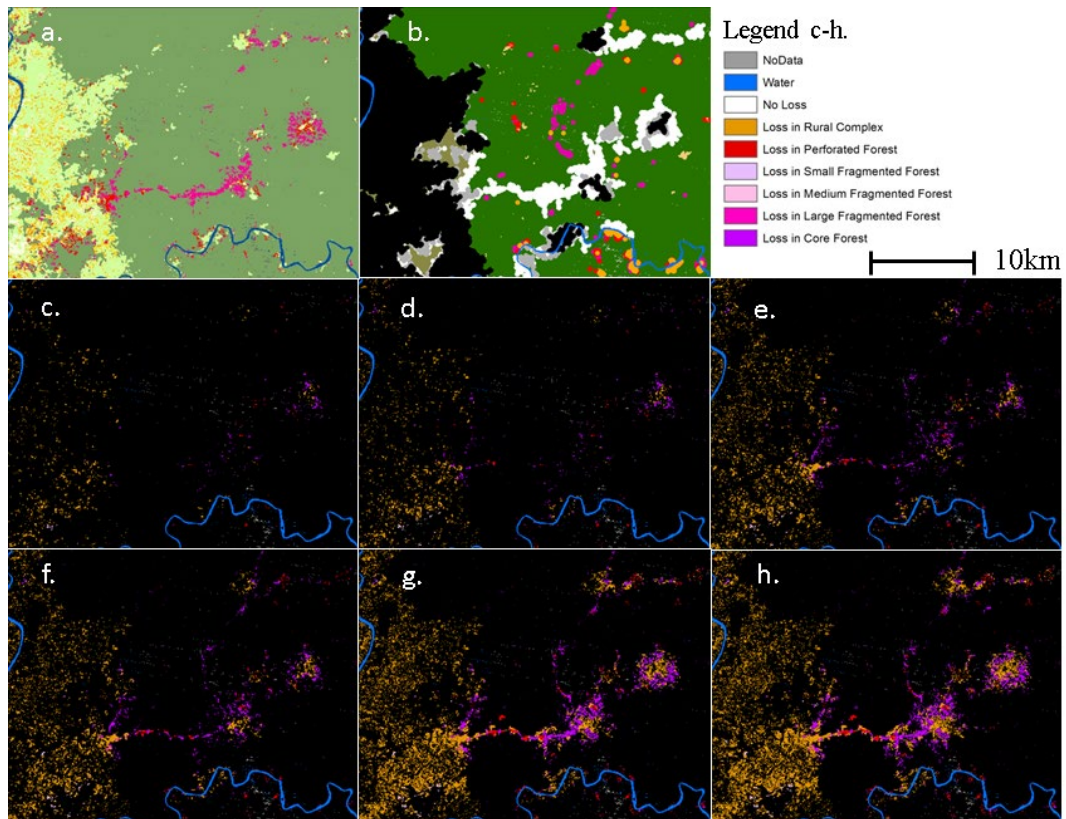 a.
b.
Legend c-h.
NoData
Water
No Loss
Loss in Rural Complex
Loss in Perforated Forest
Loss in Small Fragmented Forest
Loss in Medium Fragmented Forest
Loss in Large Fragmented Forest
Loss in Core Forest
10km
c.
d.
e.
f.
g.
h.